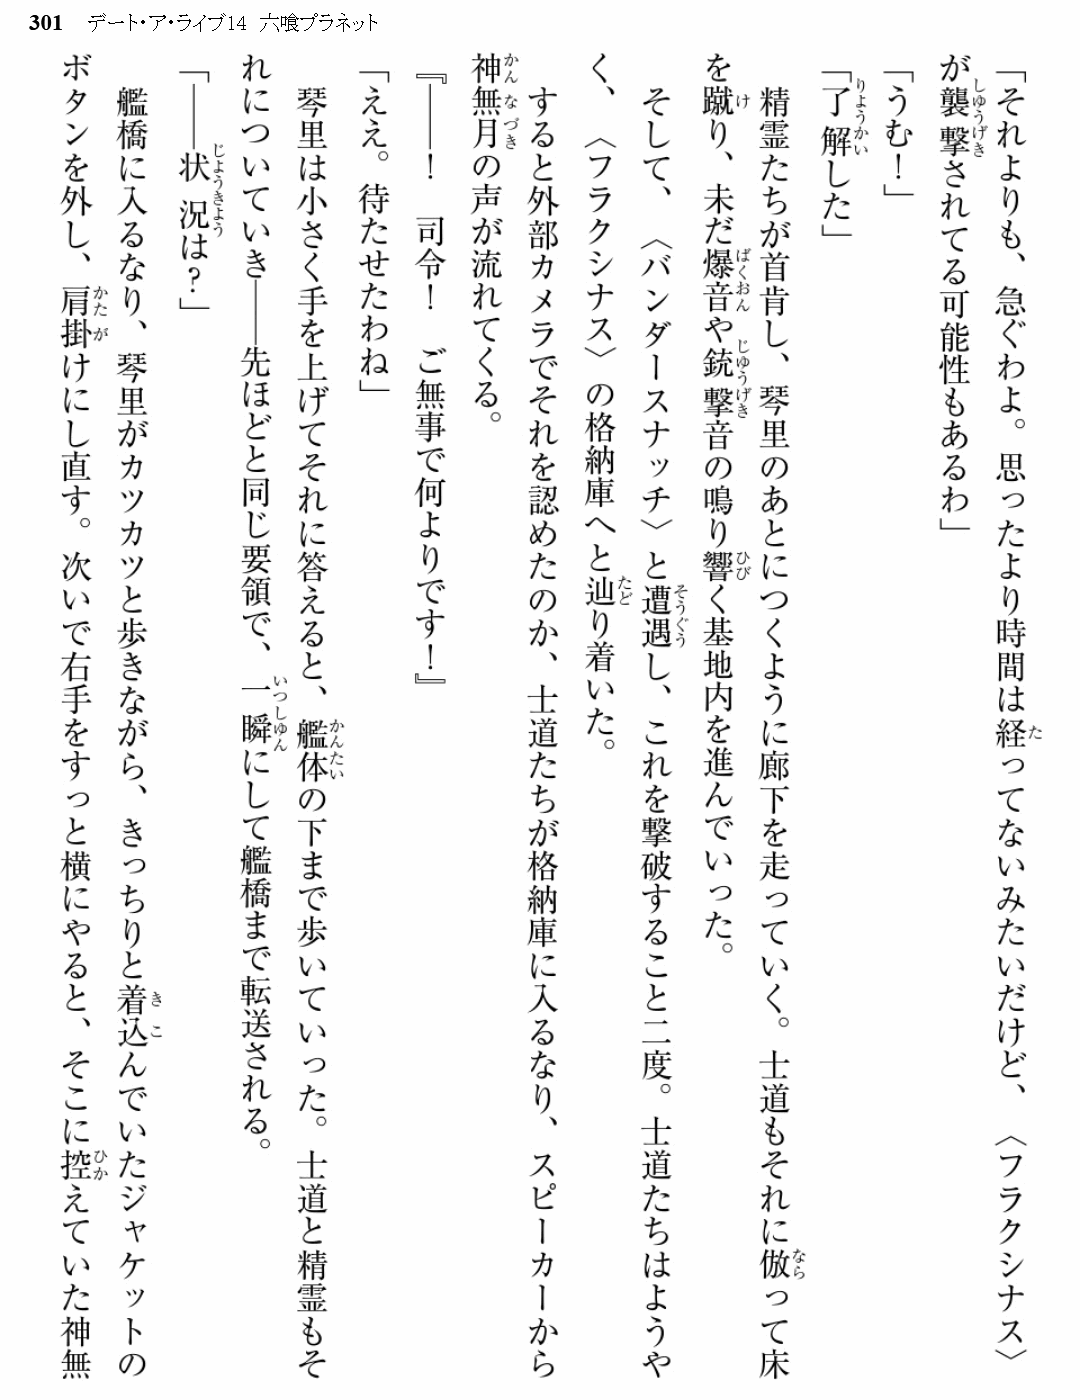 301 デート・ア・ライブ14 六喰プラネット
「それよりも、急ぐわよ。思ったより時間は経ってないみたいだけど、〈フラクシナス〉
が襲撃されてる可能性もあるわ」
「うむ！」
「了解した」
精霊たちが首肯し、琴里のあとにつくように廊下を走っていく。士道もそれに倣って床
を蹴り、未だ爆音や銃撃音の鳴り響く基地内を進んでいった。
そして、〈バンダースナッチ〉と遭遇し、これを撃破すること二度。士道たちはようや
く、〈フラクシナス〉の格納庫へと辿り着いた。
すると外部カメラでそれを認めたのか、士道たちが格納庫に入るなり、スピーカーから
神無月の声が流れてくる。
『――！　司令！　ご無事で何よりです！』
「ええ。待たせたわね」
琴里は小さく手を上げてそれに答えると、艦体の下まで歩いていった。士道と精霊もそ
れについていき――先ほどと同じ要領で、一瞬にして艦橋まで転送される。
「――状況は？」
艦橋に入るなり、琴里がカツカツと歩きながら、きっちりと着込んでいたジャケットの
ボタンを外し、肩掛けにし直す。次いで右手をすっと横にやると、そこに控えていた神無